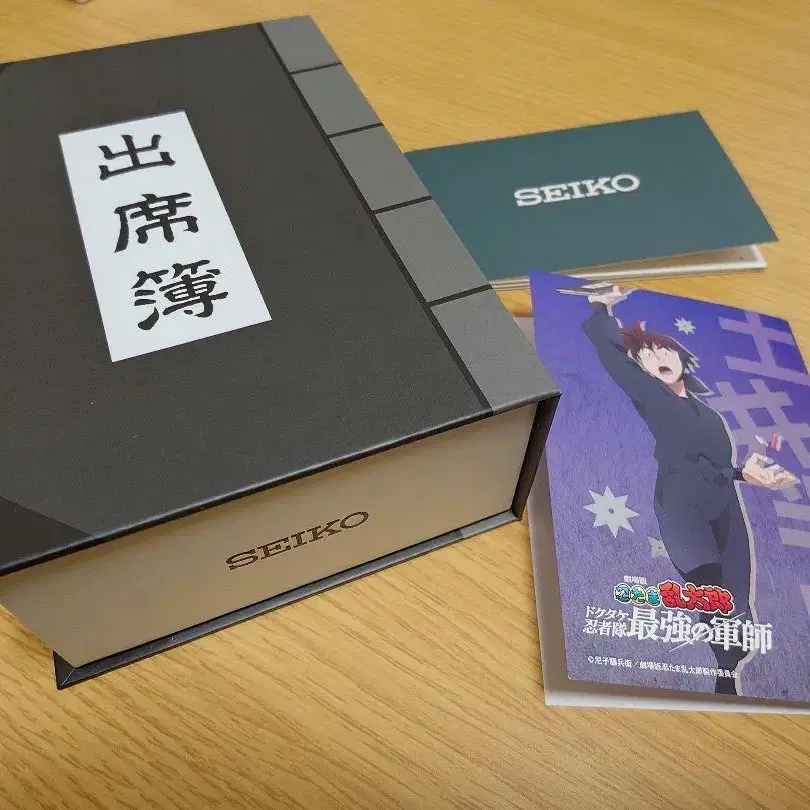 出席簿
SEIKO
SEIKO
土井
劇場版
忍たま乱太郎
ドクタケ
忍者隊
最強の軍師
©尼子騒兵衛/劇場版忍たま乱太郎製作委員会